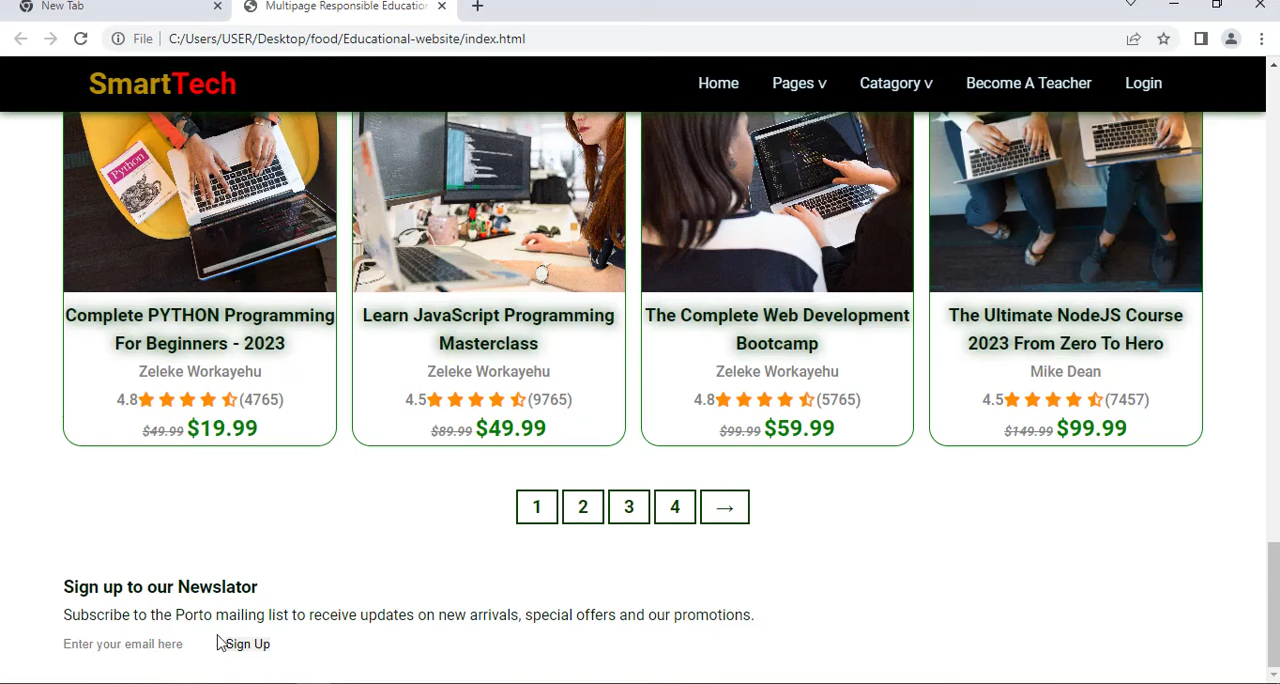 New Tab
Multipage Responsible Educatio
File
C:/Users/USER/Desktop/food/Educational-website/index.html
SmartTech
Home Pages v Catagory v Become A Teacher Login
Python
Complete PYTHON Programming
For Beginners - 2023
Zeleke Workayehu
4.8 (4765)
$49.99 $19.99
Learn JavaScript Programming
Masterclass
Zeleke Workayehu
4.5 (9765)
$89.99 $49.99
The Complete Web Development
Bootcamp
Zeleke Workayehu
4.8 (5765)
$99.99 $59.99
The Ultimate NodeJS Course
2023 From Zero To Hero
Mike Dean
4.5 (7457)
$149.99 $99.99
1 2 3 4 →
Sign up to our Newslator
Subscribe to the Porto mailing list to receive updates on new arrivals, special offers and our promotions.
Enter your email here
Sign Up